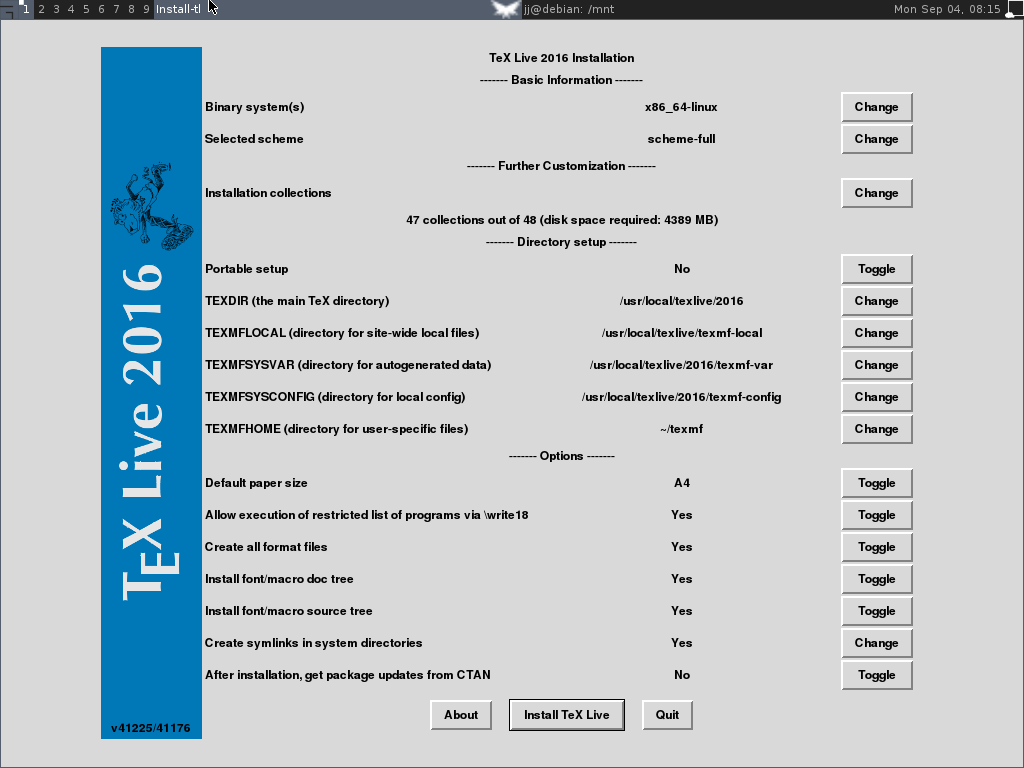 1 2 3 4 5 6 7 8 9 Install-tl jj@debian: /mnt Mon Sep 04, 08:15
TeX Live 2016 Installation
------- Basic Information -------
Binary system(s) x86_64-linux Change
Selected scheme scheme-full Change
------- Further Customization -------
Installation collections Change
47 collections out of 48 (disk space required: 4389 MB)
------- Directory setup -------
Portable setup No Toggle
TEXDIR (the main TeX directory) /usr/local/texlive/2016 Change
TEXMFLOCAL (directory for site-wide local files) /usr/local/texlive/texmf-local Change
TEXMFSYSVAR (directory for autogenerated data) /usr/local/texlive/2016/texmf-var Change
TEXMFSYSCONFIG (directory for local config) /usr/local/texlive/2016/texmf-config Change
TEXMFHOME (directory for user-specific files) ~/texmf Change
------- Options -------
Default paper size A4 Toggle
Allow execution of restricted list of programs via \write18 Yes Toggle
Create all format files Yes Toggle
Install font/macro doc tree Yes Toggle
Install font/macro source tree Yes Toggle
Create symlinks in system directories Yes Change
After installation, get package updates from CTAN No Toggle
About Install TeX Live Quit
TEX Live 2016
v41225/41176